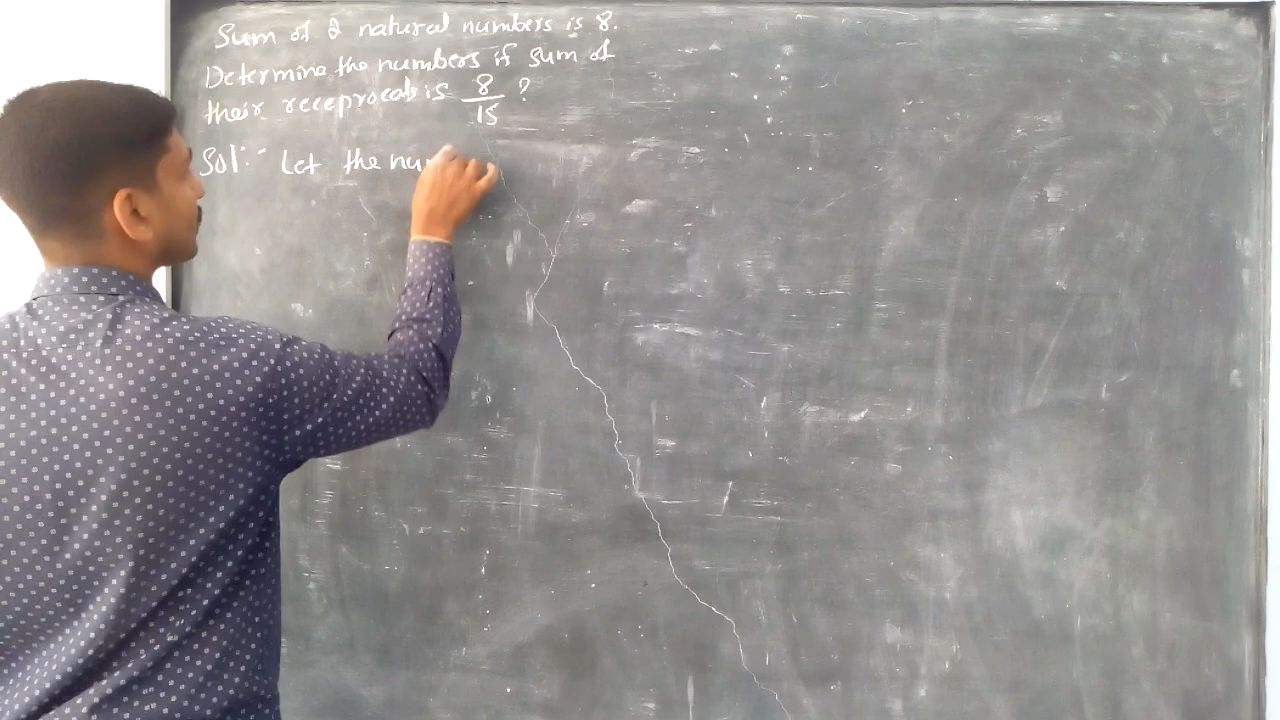 Sum of 2 natural numbers is 8.
Determine the numbers if sum of
their receprocals is 8/15 ?
Sol:- Let the nu